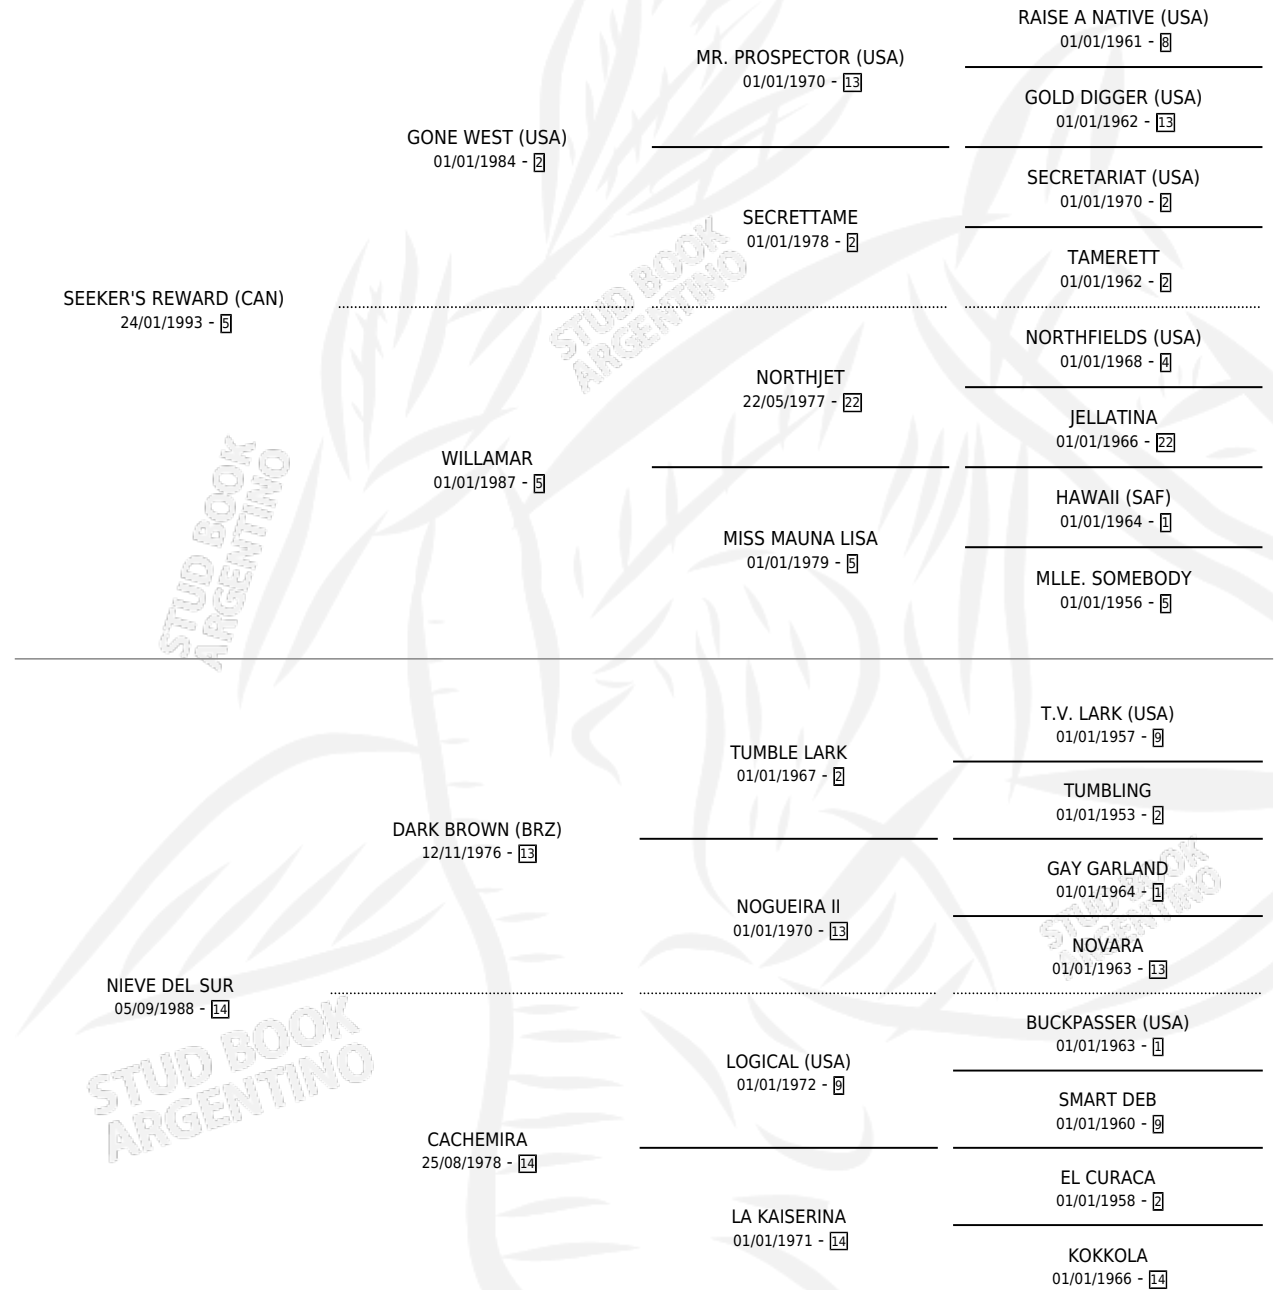 RAISE A NATIVE (USA)
01/01/1961 - 8
MR. PROSPECTOR (USA)
01/01/1970 - 13
GOLD DIGGER (USA)
01/01/1962 - 13
GONE WEST (USA)
01/01/1984 - 2
SECRETARIAT (USA)
01/01/1970 - 2
SECRETTAME
01/01/1978 - 2
TAMERETT
01/01/1962 - 2
SEEKER'S REWARD (CAN)
24/01/1993 - 5
NORTHFIELDS (USA)
01/01/1968 - 4
NORTHJET
22/05/1977 - 22
JELLATINA
01/01/1966 - 22
WILLAMAR
01/01/1987 - 5
HAWAII (SAF)
01/01/1964 - 1
MISS MAUNA LISA
01/01/1979 - 5
MLLE. SOMEBODY
01/01/1956 - 5
T.V. LARK (USA)
01/01/1957 - 9
TUMBLE LARK
01/01/1967 - 2
TUMBLING
01/01/1953 - 2
DARK BROWN (BRZ)
12/11/1976 - 13
GAY GARLAND
01/01/1964 - 1
NOGUEIRA II
01/01/1970 - 13
NOVARA
01/01/1963 - 13
NIEVE DEL SUR
05/09/1988 - 14
BUCKPASSER (USA)
01/01/1963 - 1
LOGICAL (USA)
01/01/1972 - 9
SMART DEB
01/01/1960 - 9
CACHEMIRA
25/08/1978 - 14
EL CURACA
01/01/1958 - 2
LA KAISERINA
01/01/1971 - 14
KOKKOLA
01/01/1966 - 14
STUD BOOK
ARGENTINO
STUD BOOK
ARGENTINO
STUD BOOK
ARGENTINO
STUD BOOK
ARGENTINO